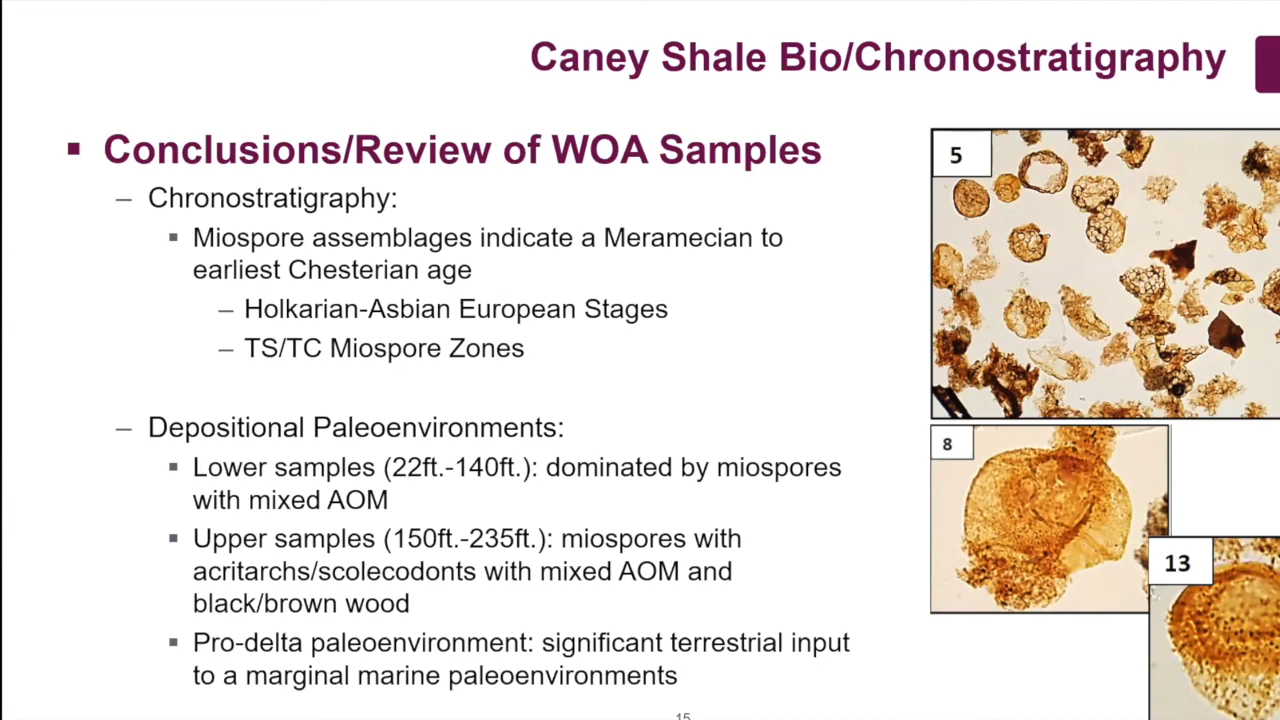 Caney Shale Bio/Chronostratigraphy
▪ Conclusions/Review of WOA Samples
– Chronostratigraphy:
▪ Miospore assemblages indicate a Meramecian to
earliest Chesterian age
– Holkarian-Asbian European Stages
– TS/TC Miospore Zones
– Depositional Paleoenvironments:
▪ Lower samples (22ft.-140ft.): dominated by miospores
with mixed AOM
▪ Upper samples (150ft.-235ft.): miospores with
acritarchs/scolecodonts with mixed AOM and
black/brown wood
▪ Pro-delta paleoenvironment: significant terrestrial input
to a marginal marine paleoenvironments
5
8
13
15